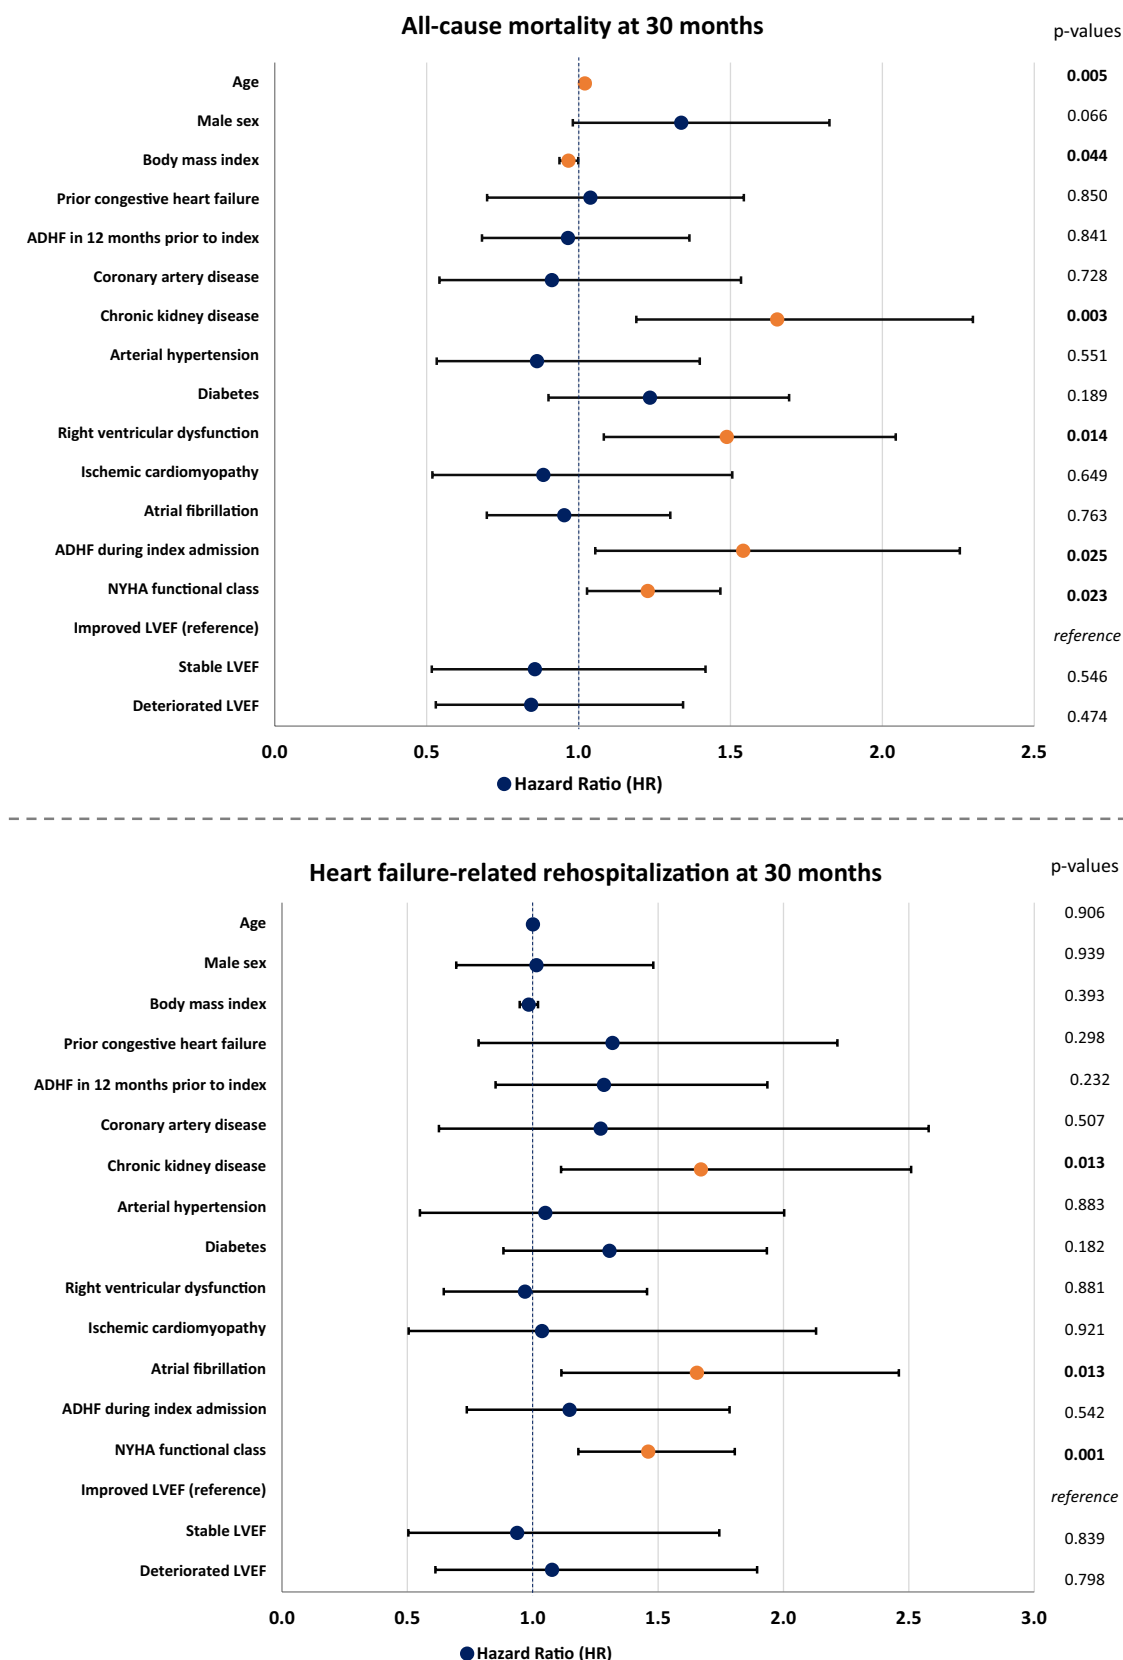 All-cause mortality at 30 months
p-values
Age 0.005
Male sex 0.066
Body mass index 0.044
Prior congestive heart failure 0.850
ADHF in 12 months prior to index 0.841
Coronary artery disease 0.728
Chronic kidney disease 0.003
Arterial hypertension 0.551
Diabetes 0.189
Right ventricular dysfunction 0.014
Ischemic cardiomyopathy 0.649
Atrial fibrillation 0.763
ADHF during index admission 0.025
NYHA functional class 0.023
Improved LVEF (reference) reference
Stable LVEF 0.546
Deteriorated LVEF 0.474
0.0 0.5 1.0 1.5 2.0 2.5
Hazard Ratio (HR)
Heart failure-related rehospitalization at 30 months
p-values
Age 0.906
Male sex 0.939
Body mass index 0.393
Prior congestive heart failure 0.298
ADHF in 12 months prior to index 0.232
Coronary artery disease 0.507
Chronic kidney disease 0.013
Arterial hypertension 0.883
Diabetes 0.182
Right ventricular dysfunction 0.881
Ischemic cardiomyopathy 0.921
Atrial fibrillation 0.013
ADHF during index admission 0.542
NYHA functional class 0.001
Improved LVEF (reference) reference
Stable LVEF 0.839
Deteriorated LVEF 0.798
0.0 0.5 1.0 1.5 2.0 2.5 3.0
Hazard Ratio (HR)